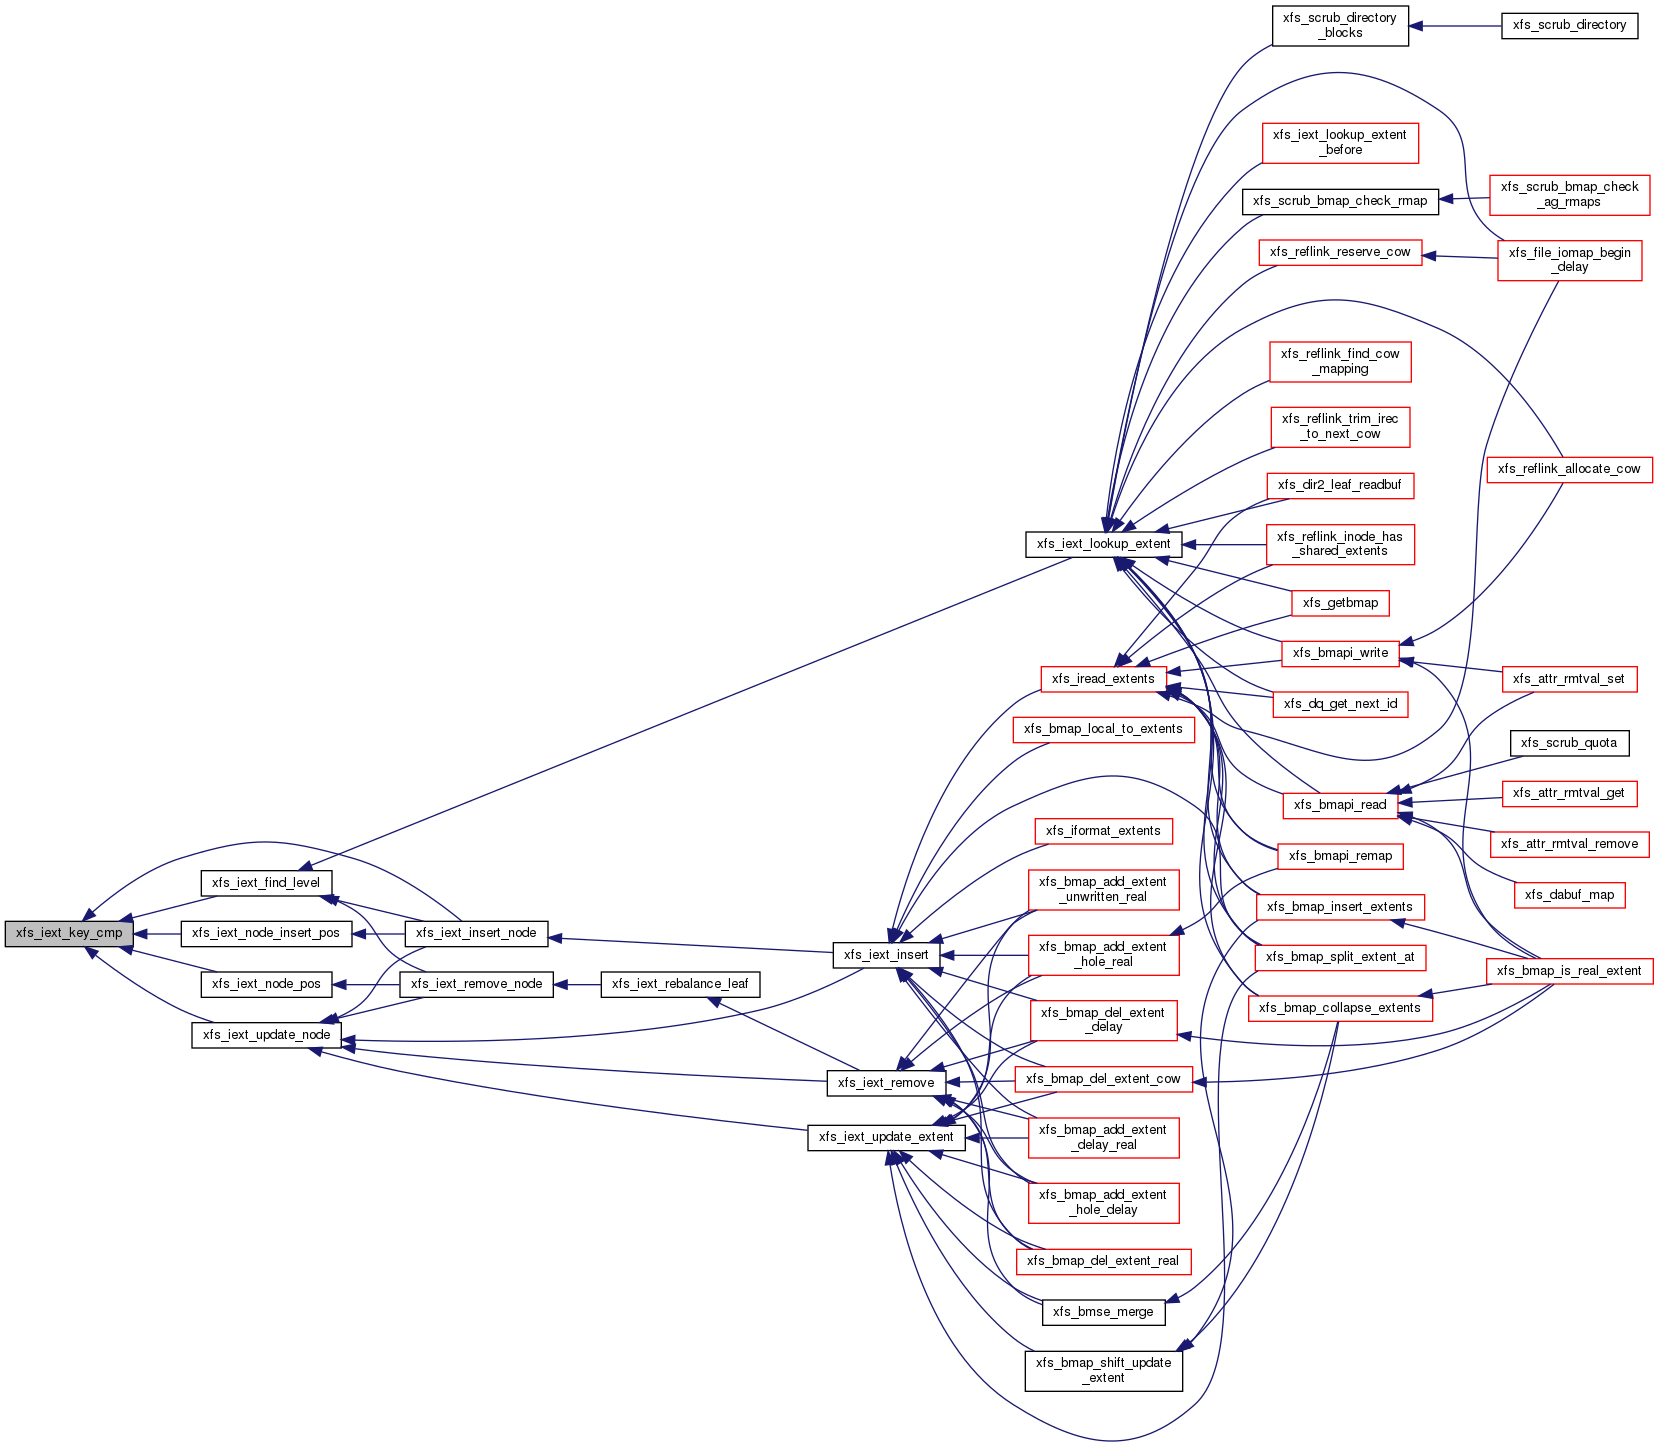 xfs_scrub_directory
_blocks
xfs_scrub_directory
xfs_iext_lookup_extent
_before
xfs_scrub_bmap_check_rmap
xfs_scrub_bmap_check
_ag_rmaps
xfs_reflink_reserve_cow
xfs_file_iomap_begin
_delay
xfs_reflink_find_cow
_mapping
xfs_reflink_trim_irec
_to_next_cow
xfs_reflink_allocate_cow
xfs_dir2_leaf_readbuf
xfs_iext_lookup_extent
xfs_reflink_inode_has
_shared_extents
xfs_getbmap
xfs_bmapi_write
xfs_iread_extents
xfs_attr_rmtval_set
xfs_dq_get_next_id
xfs_bmap_local_to_extents
xfs_scrub_quota
xfs_bmapi_read
xfs_attr_rmtval_get
xfs_iformat_extents
xfs_attr_rmtval_remove
xfs_bmapi_remap
xfs_iext_find_level
xfs_bmap_add_extent
_unwritten_real
xfs_dabuf_map
xfs_bmap_insert_extents
xfs_iext_key_cmp
xfs_iext_node_insert_pos
xfs_iext_insert_node
xfs_iext_insert
xfs_bmap_add_extent
_hole_real
xfs_bmap_split_extent_at
xfs_bmap_is_real_extent
xfs_iext_node_pos
xfs_iext_remove_node
xfs_iext_rebalance_leaf
xfs_bmap_collapse_extents
xfs_bmap_del_extent
_delay
xfs_iext_update_node
xfs_iext_remove
xfs_bmap_del_extent_cow
xfs_iext_update_extent
xfs_bmap_add_extent
_delay_real
xfs_bmap_add_extent
_hole_delay
xfs_bmap_del_extent_real
xfs_bmse_merge
xfs_bmap_shift_update
_extent